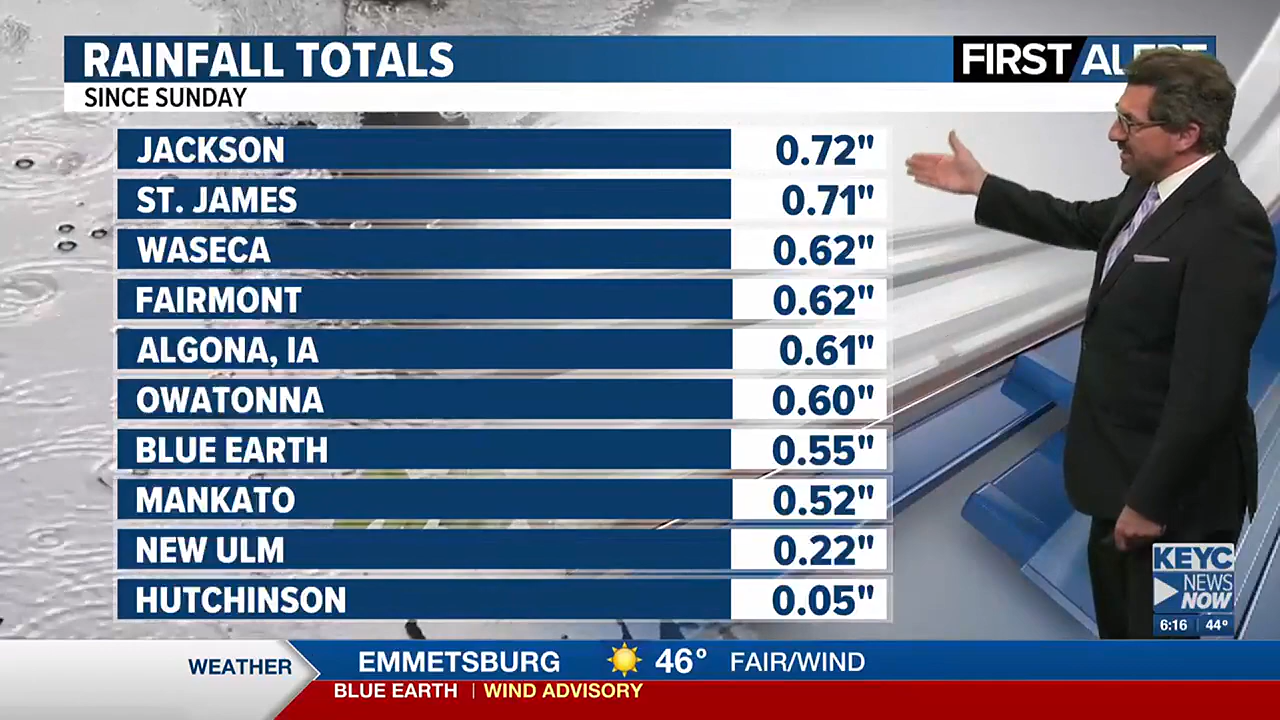 RAINFALL TOTALS
SINCE SUNDAY
FIRST
JACKSON 0.72"
ST. JAMES 0.71"
WASECA 0.62"
FAIRMONT 0.62"
ALGONA, IA 0.61"
OWATONNA 0.60"
BLUE EARTH 0.55"
MANKATO 0.52"
NEW ULM 0.22"
HUTCHINSON 0.05"
KEYC
NEWS
NOW
6:16 44°
WEATHER EMMETSBURG 46° FAIR/WIND
BLUE EARTH | WIND ADVISORY